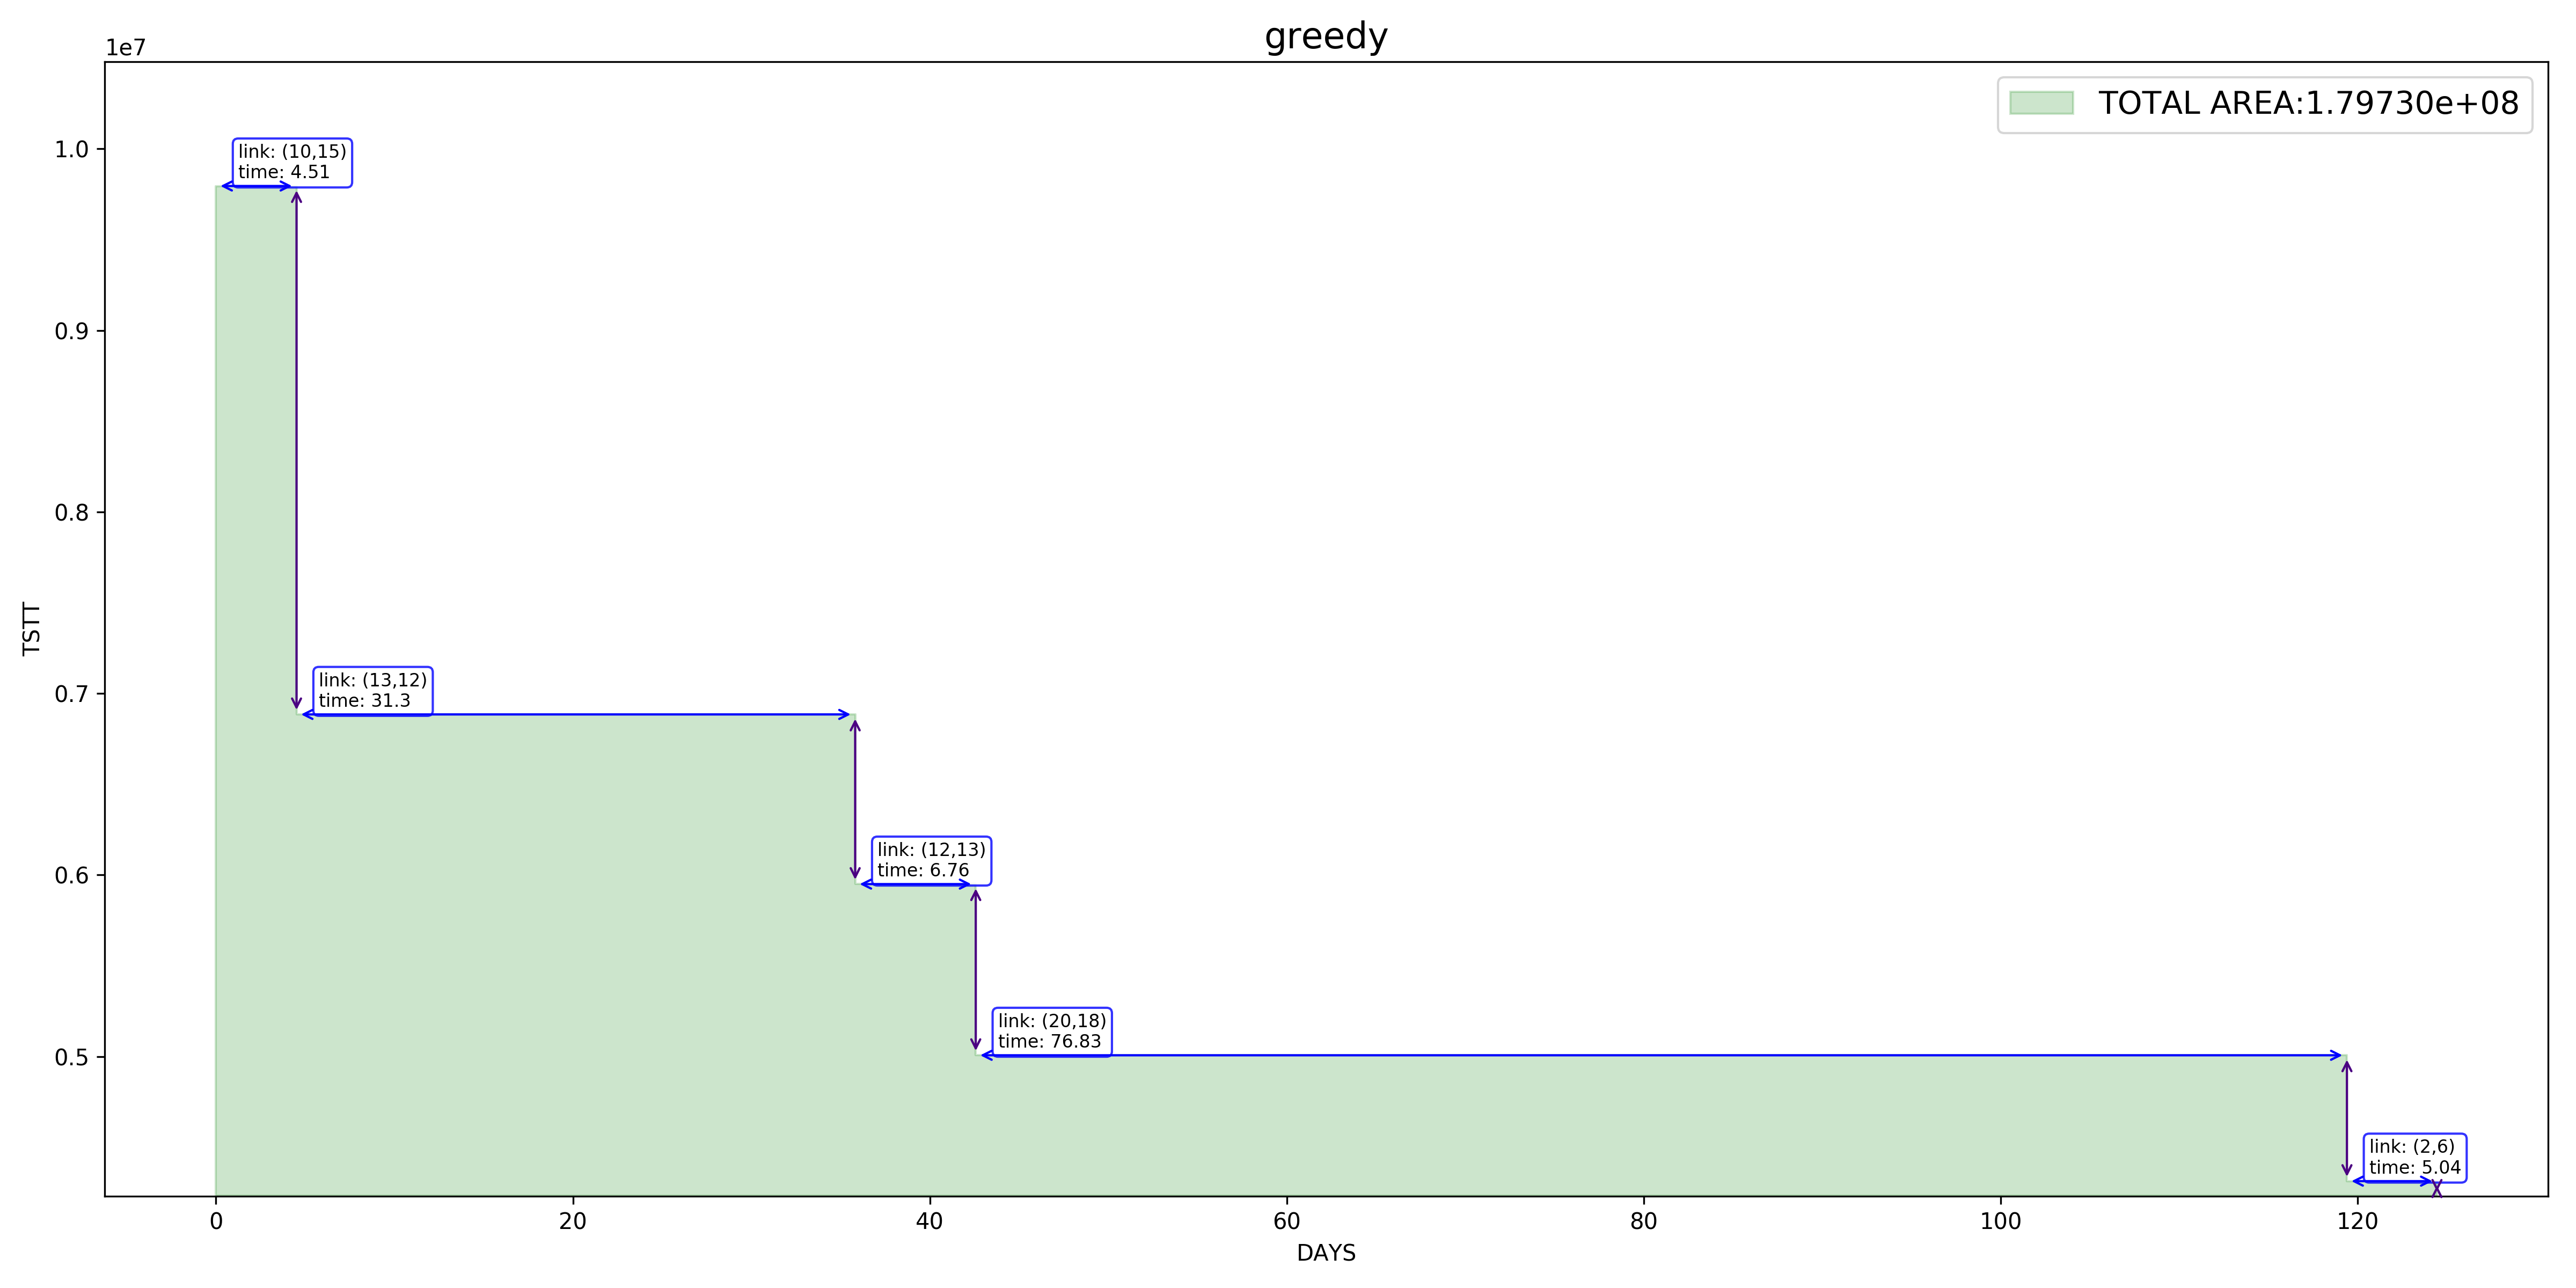 greedy
1e7
TOTAL AREA:1.79730e+08
1.0
0.9
0.8
0.7
0.6
0.5
TSTT
link: (10,15)
time: 4.51
link: (13,12)
time: 31.3
link: (12,13)
time: 6.76
link: (20,18)
time: 76.83
link: (2,6)
time: 5.04
0 20 40 60 80 100 120
DAYS